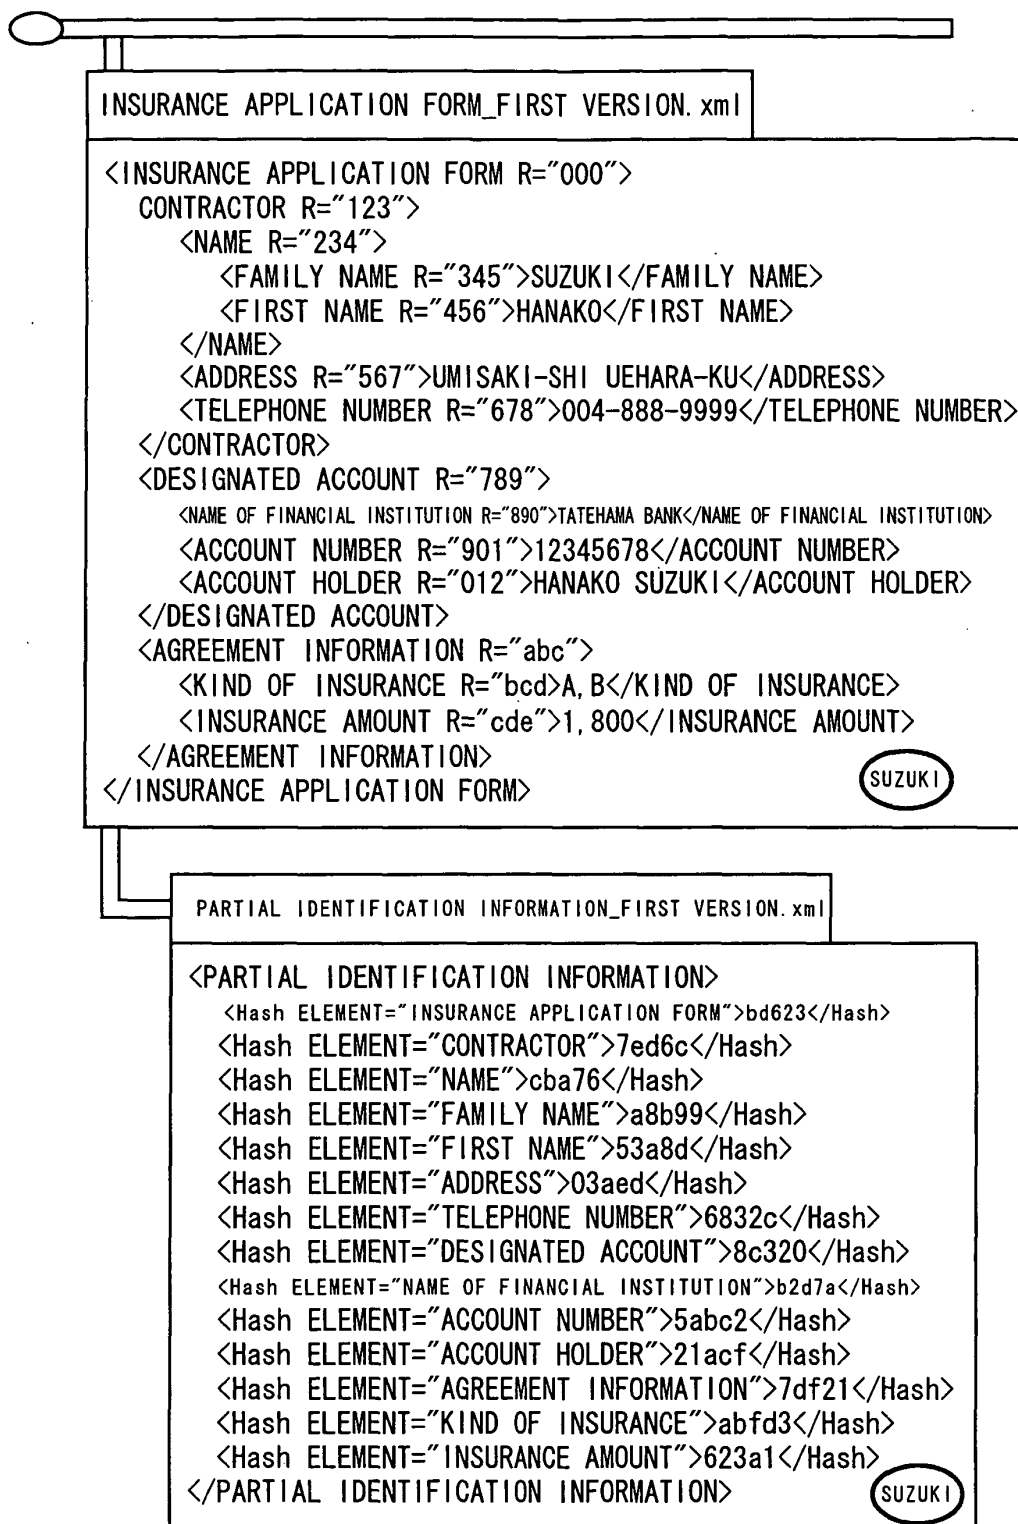 INSURANCE APPLICATION FORM_FIRST VERSION.xml
<INSURANCE APPLICATION FORM R="000">
CONTRACTOR R="123">
<NAME R="234">
<FAMILY NAME R="345">SUZUKI</FAMILY NAME>
<FIRST NAME R="456">HANAKO</FIRST NAME>
</NAME>
<ADDRESS R="567">UMISAKI-SHI UEHARA-KU</ADDRESS>
<TELEPHONE NUMBER R="678">004-888-9999</TELEPHONE NUMBER>
</CONTRACTOR>
<DESIGNATED ACCOUNT R="789">
<NAME OF FINANCIAL INSTITUTION R="890">TATEHAMA BANK</NAME OF FINANCIAL INSTITUTION>
<ACCOUNT NUMBER R="901">12345678</ACCOUNT NUMBER>
<ACCOUNT HOLDER R="012">HANAKO SUZUKI</ACCOUNT HOLDER>
</DESIGNATED ACCOUNT>
<AGREEMENT INFORMATION R="abc">
<KIND OF INSURANCE R="bcd>A,B</KIND OF INSURANCE>
<INSURANCE AMOUNT R="cde">1,800</INSURANCE AMOUNT>
</AGREEMENT INFORMATION>
</INSURANCE APPLICATION FORM>
SUZUKI
PARTIAL IDENTIFICATION INFORMATION_FIRST VERSION.xml
<PARTIAL IDENTIFICATION INFORMATION>
<Hash ELEMENT="INSURANCE APPLICATION FORM">bd623</Hash>
<Hash ELEMENT="CONTRACTOR">7ed6c</Hash>
<Hash ELEMENT="NAME">cba76</Hash>
<Hash ELEMENT="FAMILY NAME">a8b99</Hash>
<Hash ELEMENT="FIRST NAME">53a8d</Hash>
<Hash ELEMENT="ADDRESS">03aed</Hash>
<Hash ELEMENT="TELEPHONE NUMBER">6832c</Hash>
<Hash ELEMENT="DESIGNATED ACCOUNT">8c320</Hash>
<Hash ELEMENT="NAME OF FINANCIAL INSTITUTION">b2d7a</Hash>
<Hash ELEMENT="ACCOUNT NUMBER">5abc2</Hash>
<Hash ELEMENT="ACCOUNT HOLDER">21acf</Hash>
<Hash ELEMENT="AGREEMENT INFORMATION">7df21</Hash>
<Hash ELEMENT="KIND OF INSURANCE">abfd3</Hash>
<Hash ELEMENT="INSURANCE AMOUNT">623a1</Hash>
</PARTIAL IDENTIFICATION INFORMATION>
SUZUKI